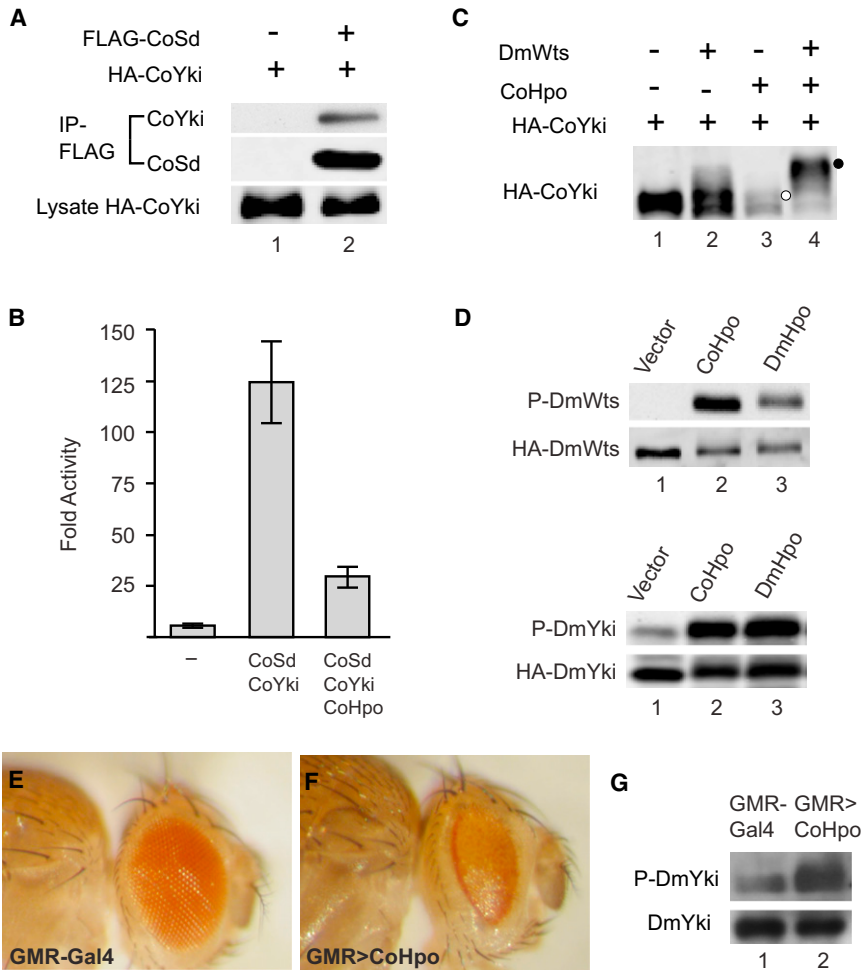 A
FLAG-CoSd - +
HA-CoYki + +
IP-
FLAG
CoYki
CoSd
Lysate HA-CoYki
1 2
B
Fold Activity
150
125
100
75
50
25
– CoSd CoSd
CoYki CoYki
CoHpo
C
DmWts - + - +
CoHpo - - + +
HA-CoYki + + + +
HA-CoYki
1 2 3 4
D
Vector CoHpo DmHpo
P-DmWts
HA-DmWts
1 2 3
Vector CoHpo DmHpo
P-DmYki
HA-DmYki
1 2 3
E
GMR-Gal4
F
GMR>CoHpo
G
GMR- GMR>
Gal4 CoHpo
P-DmYki
DmYki
1 2